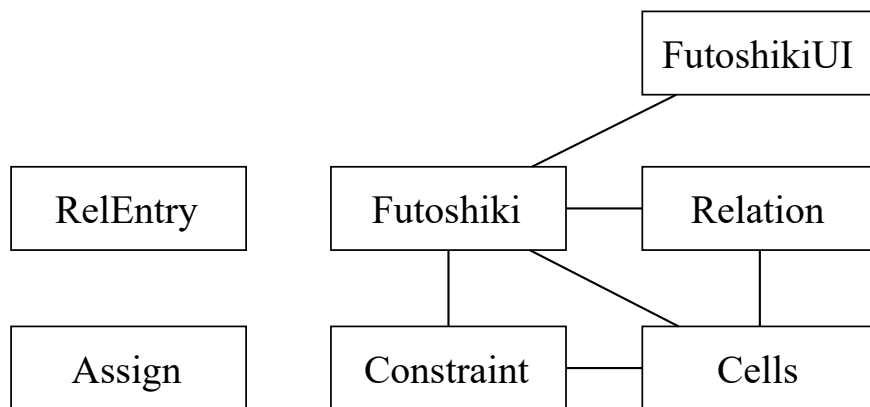 FutoshikiUI
RelEntry
Futoshiki
Relation
Assign
Constraint
Cells